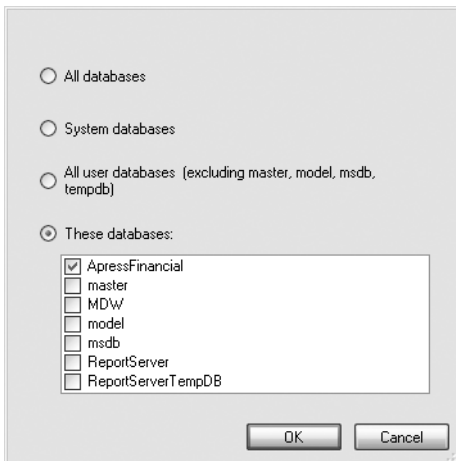 All databases
System databases
All user databases (excluding master, model, msdb,
tempdb)
These databases:
ApressFinancial
master
MDW
model
msdb
ReportServer
ReportServerTempDB
OK
Cancel